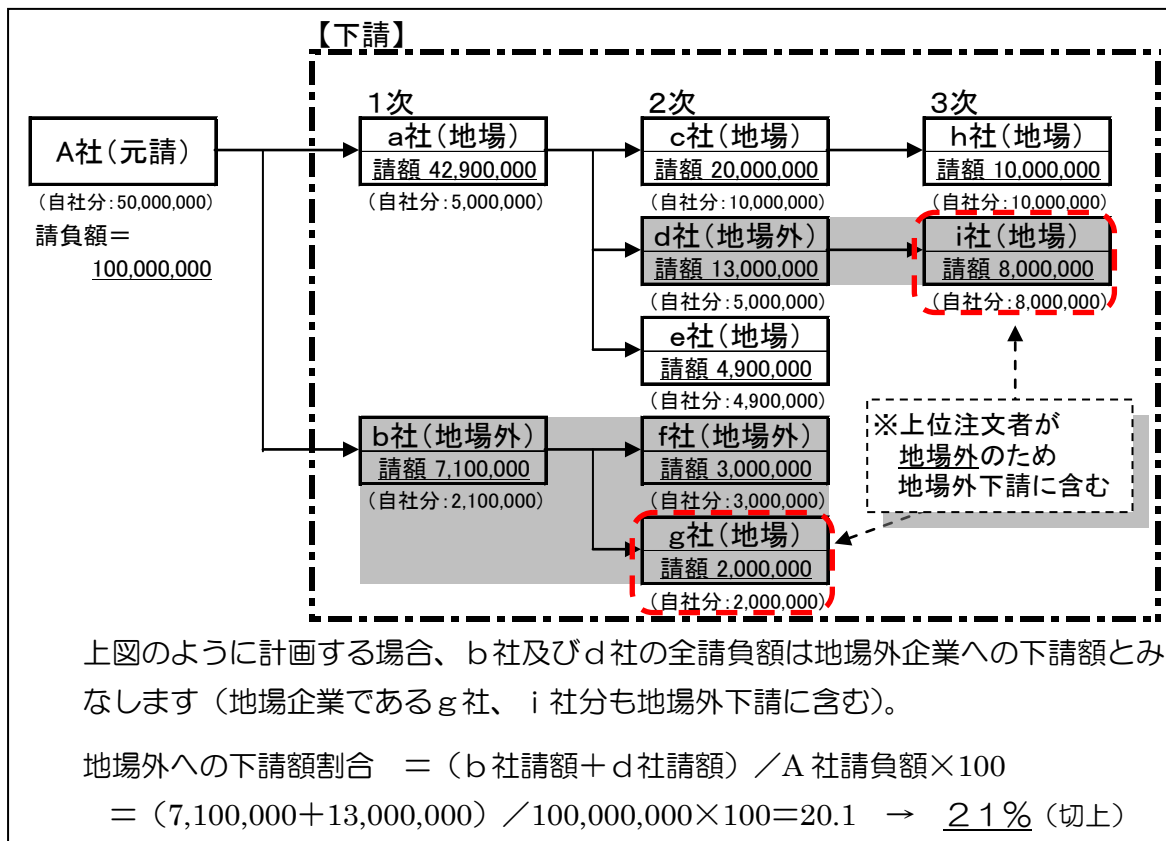 【下請】
1次
2次
3次
A社(元請)
(自社分:50,000,000)
請負額=
100,000,000
a社(地場)
請額 42,900,000
(自社分:5,000,000)
c社(地場)
請額 20,000,000
(自社分:10,000,000)
h社(地場)
請額 10,000,000
(自社分:10,000,000)
d社(地場外)
請額 13,000,000
(自社分:5,000,000)
i社(地場)
請額 8,000,000
(自社分:8,000,000)
e社(地場)
請額 4,900,000
(自社分:4,900,000)
b社(地場外)
請額 7,100,000
(自社分:2,100,000)
f社(地場外)
請額 3,000,000
(自社分:3,000,000)
g社(地場)
請額 2,000,000
(自社分:2,000,000)
※上位注文者が
地場外のため
地場外下請に含む
上図のように計画する場合、b社及びd社の全請負額は地場外企業への下請額とみ
なします(地場企業であるg社、i社分も地場外下請に含む)。
地場外への下請額割合 =(b社請額+d社請額)/A社請負額×100
=(7,100,000+13,000,000)/100,000,000×100=20.1 → 21%(切上)